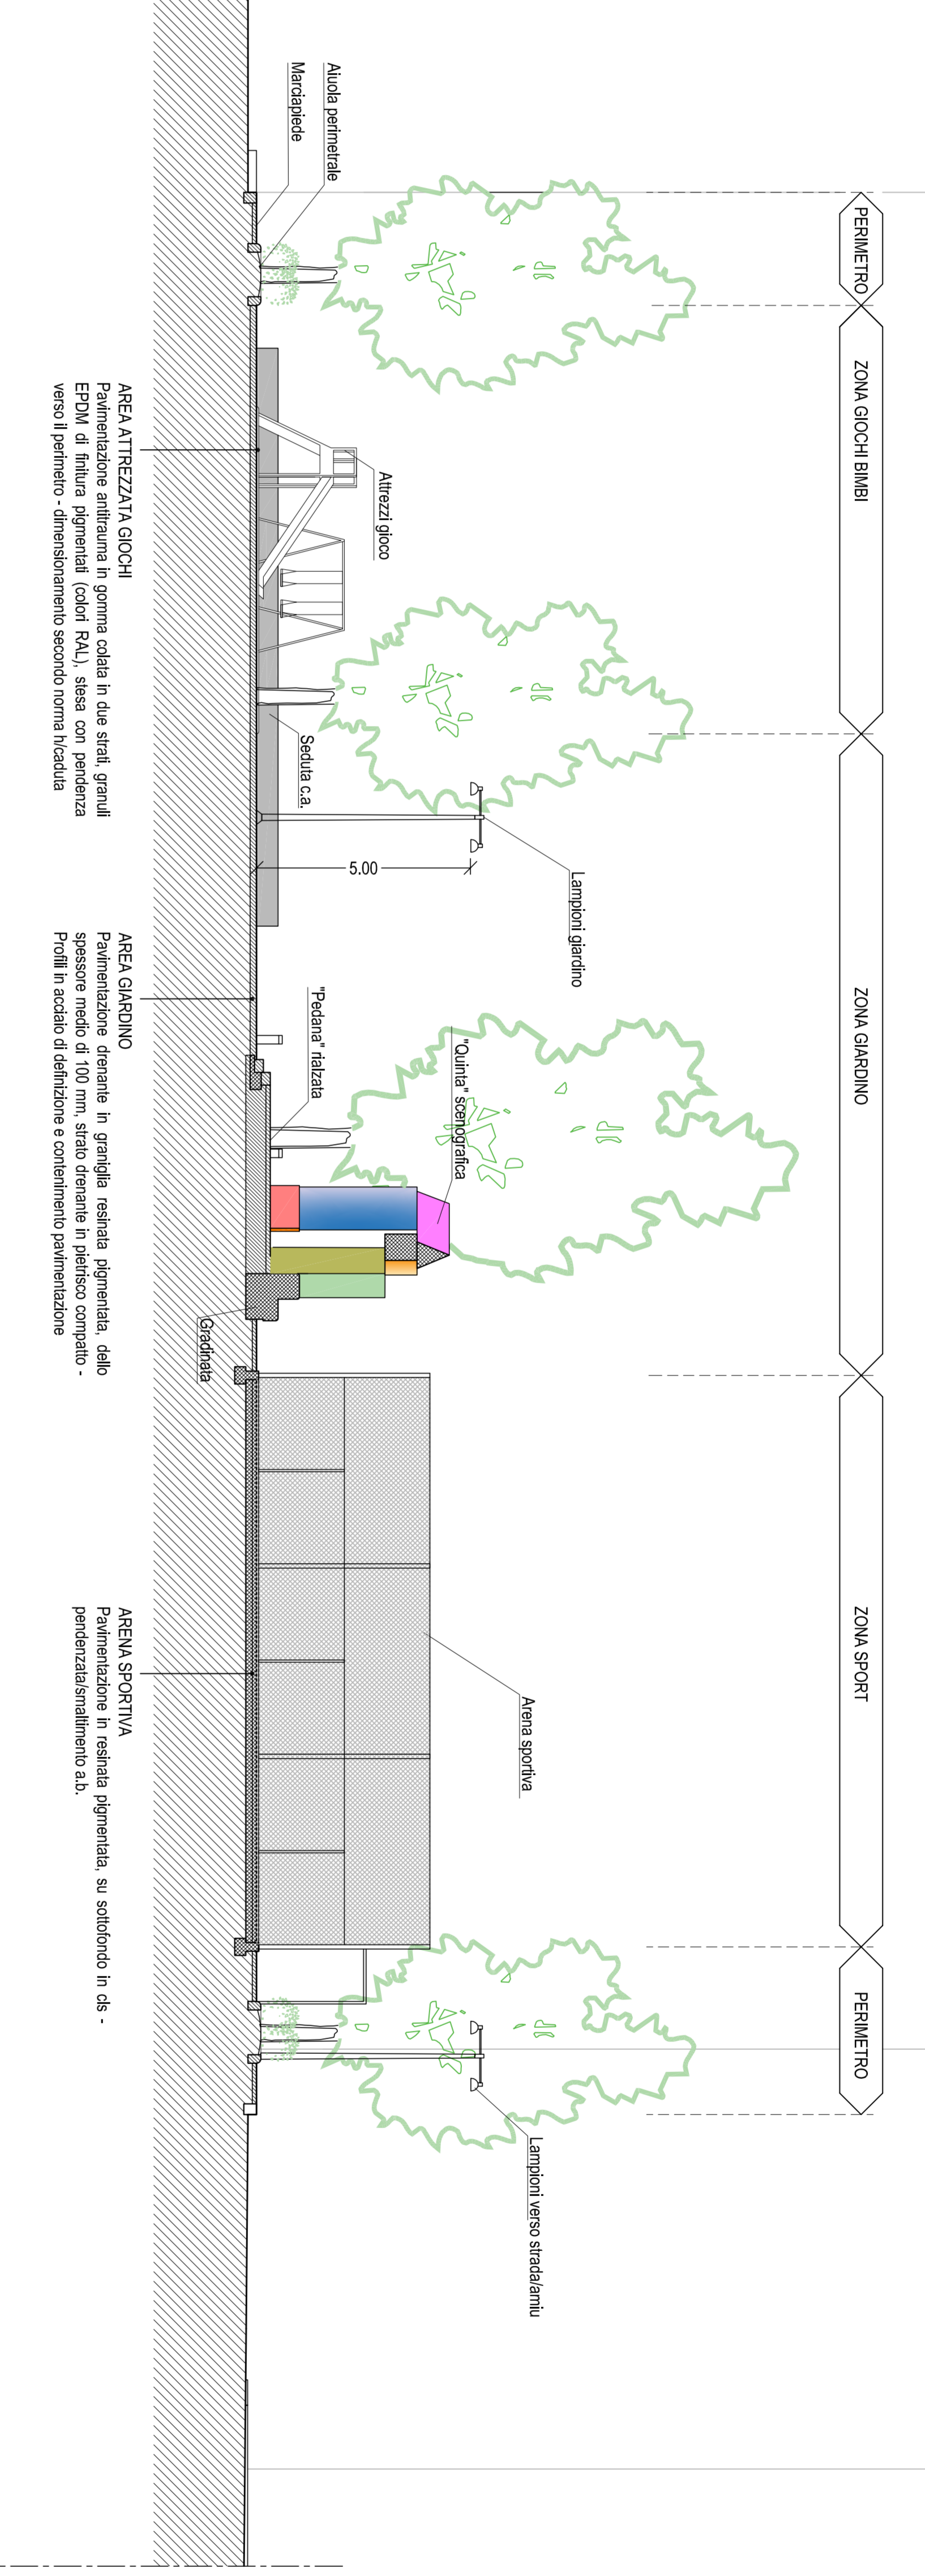 PERIMETRO
ZONA GIOCHI BIMBI
ZONA GIARDINO
ZONA SPORT
PERIMETRO
Aiuola perimetrale
Marciapiede
Attrezzi gioco
Seduta c.a.
5.00
Lampioni giardino
"Pedana" rialzata
"Quinta" scenografica
Gradinata
Arena sportiva
Lampioni verso strada/amiu
AREA ATTREZZATA GIOCHI
Pavimentazione antitrauma in gomma colata in due strati, granuli
EPDM di finitura pigmentati (colori RAL), stesa con pendenza
verso il perimetro - dimensionamento secondo norma h/caduta
AREA GIARDINO
Pavimentazione drenante in graniglia resinata pigmentata, dello
spessore medio di 100 mm, strato drenante in pietrisco compatto -
Profili in acciaio di definizione e contenimento pavimentazione
ARENA SPORTIVA
Pavimentazione in resinata pigmentata, su sottofondo in cls -
pendenzata/smaltimento a.b.